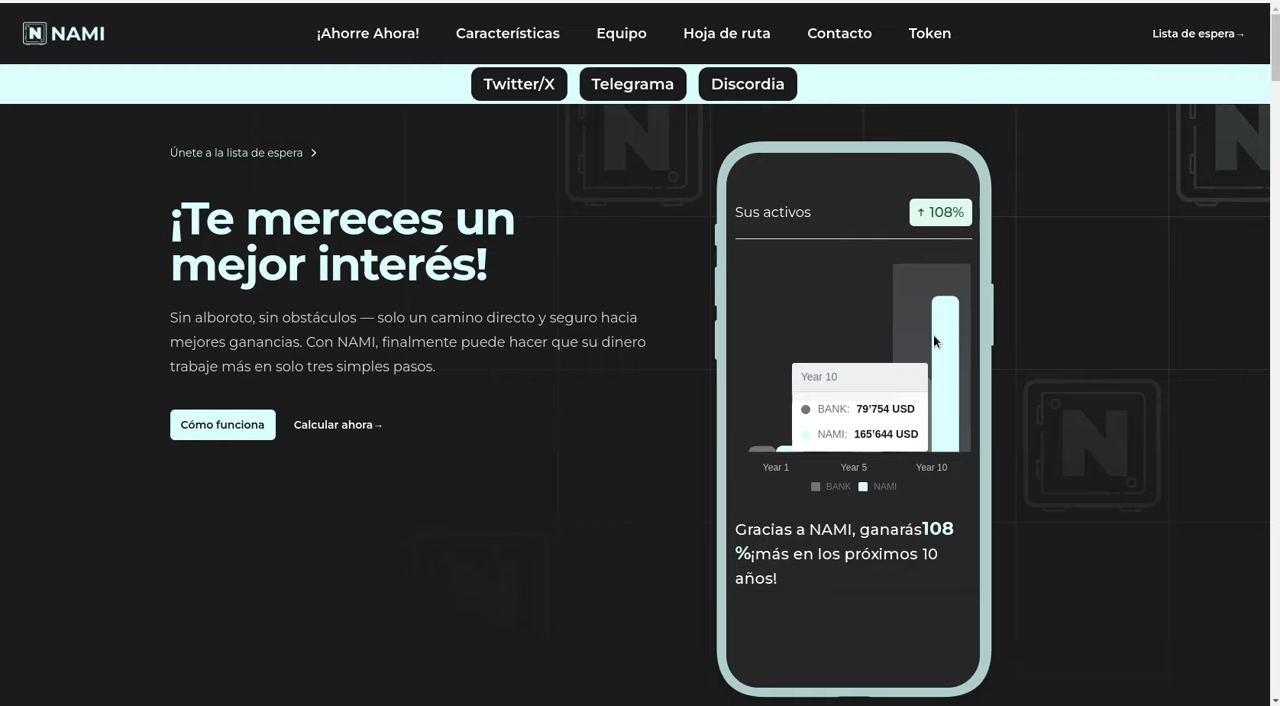 N NAMI
¡Ahorre Ahora! Características Equipo Hoja de ruta Contacto Token Lista de espera→
Twitter/X Telegrama Discordia
Únete a la lista de espera >
¡Te mereces un
mejor interés!
Sin alboroto, sin obstáculos — solo un camino directo y seguro hacia
mejores ganancias. Con NAMI, finalmente puede hacer que su dinero
trabaje más en solo tres simples pasos.
Cómo funciona Calcular ahora→
Sus activos ↑ 108%
Year 10
BANK: 79’754 USD
NAMI: 165’644 USD
Year 1 Year 5 Year 10
BANK NAMI
Gracias a NAMI, ganarás108
%¡más en los próximos 10
años!
N
N
N